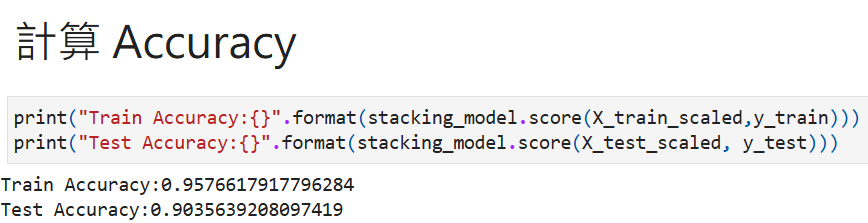 計算 Accuracy
print("Train Accuracy:{}".format(stacking_model.score(X_train_scaled,y_train)))
print("Test Accuracy:{}".format(stacking_model.score(X_test_scaled, y_test)))
Train Accuracy:0.9576617917796284
Test Accuracy:0.9035639208097419